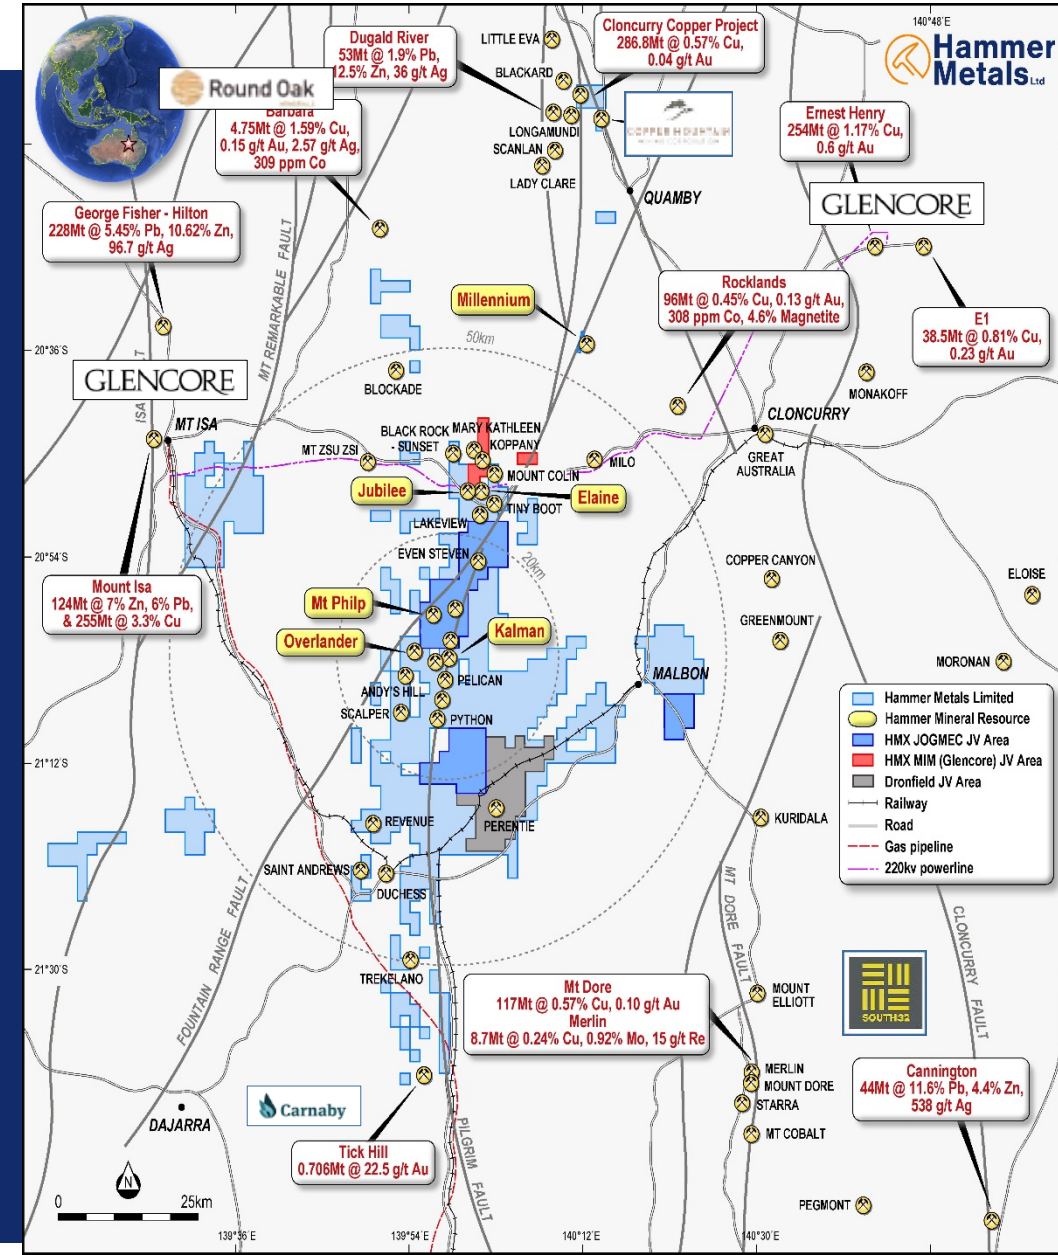 140°48'E
Hammer
Metals Ltd
LITTLE EVA
Dugald River
53Mt @ 1.9% Pb,
12.5% Zn, 36 g/t Ag
Cloncurry Copper Project
286.8Mt @ 0.57% Cu,
0.04 g/t Au
BLACKARD
Round Oak
COPPER MOUNTAIN
Barbara
4.75Mt @ 1.59% Cu,
0.15 g/t Au, 2.57 g/t Ag,
309 ppm Co
LONGAMUNDI
SCANLAN
LADY CLARE
QUAMBY
Ernest Henry
254Mt @ 1.17% Cu,
0.6 g/t Au
GLENCORE
George Fisher - Hilton
228Mt @ 5.45% Pb, 10.62% Zn,
96.7 g/t Ag
MT REMARKABLE FAULT
Millennium
Rocklands
96Mt @ 0.45% Cu, 0.13 g/t Au,
308 ppm Co, 4.6% Magnetite
E1
38.5Mt @ 0.81% Cu,
0.23 g/t Au
20°36'S
50km
GLENCORE
ISA
BLOCKADE
MONAKOFF
MT ISA
CLONCURRY
BLACK ROCK
- SUNSET
MARY KATHLEEN
KOPPANY
MT ZSU ZSI
MOUNT COLIN
MILO
GREAT
AUSTRALIA
Jubilee
Elaine
TINY BOOT
LAKEVIEW
20°54'S
EVEN STEVEN
20km
COPPER CANYON
ELOISE
Mount Isa
124Mt @ 7% Zn, 6% Pb,
& 255Mt @ 3.3% Cu
Mt Philp
GREENMOUNT
Overlander
Kalman
MORONAN
PELICAN
MALBON
ANDY'S HILL
SCALPER
PYTHON
Hammer Metals Limited
Hammer Mineral Resource
HMX JOGMEC JV Area
HMX MIM (Glencore) JV Area
Dronfield JV Area
Railway
Road
Gas pipeline
220kv powerline
21°12'S
REVENUE
PERENTIE
KURIDALA
SAINT ANDREWS
DUCHESS
FOUNTAIN RANGE FAULT
MT DORE FAULT
CLONCURRY FAULT
21°30'S
TREKELANO
Mt Dore
117Mt @ 0.57% Cu, 0.10 g/t Au
Merlin
8.7Mt @ 0.24% Cu, 0.92% Mo, 15 g/t Re
MOUNT
ELLIOTT
SOUTH32
MERLIN
MOUNT DORE
STARRA
MT COBALT
Cannington
44Mt @ 11.6% Pb, 4.4% Zn,
538 g/t Ag
Carnaby
DAJARRA
Tick Hill
0.706Mt @ 22.5 g/t Au
PILGRIM FAULT
N
0
25km
PEGMONT
139°36'E
139°54'E
140°12'E
140°30'E